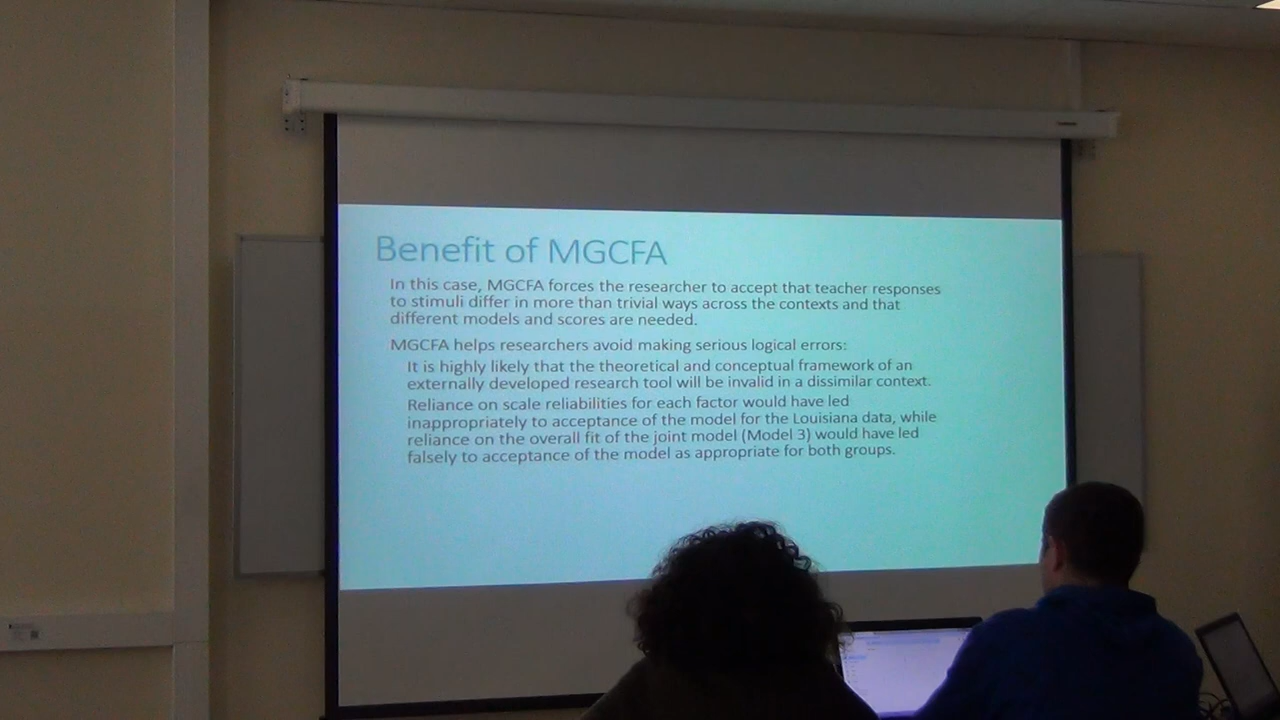 Benefit of MGCFA
In this case, MGCFA forces the researcher to accept that teacher responses
to stimuli differ in more than trivial ways across the contexts and that
different models and scores are needed.
MGCFA helps researchers avoid making serious logical errors:
It is highly likely that the theoretical and conceptual framework of an
externally developed research tool will be invalid in a dissimilar context.
Reliance on scale reliabilities for each factor would have led
inappropriately to acceptance of the model for the Louisiana data, while
reliance on the overall fit of the joint model (Model 3) would have led
falsely to acceptance of the model as appropriate for both groups.